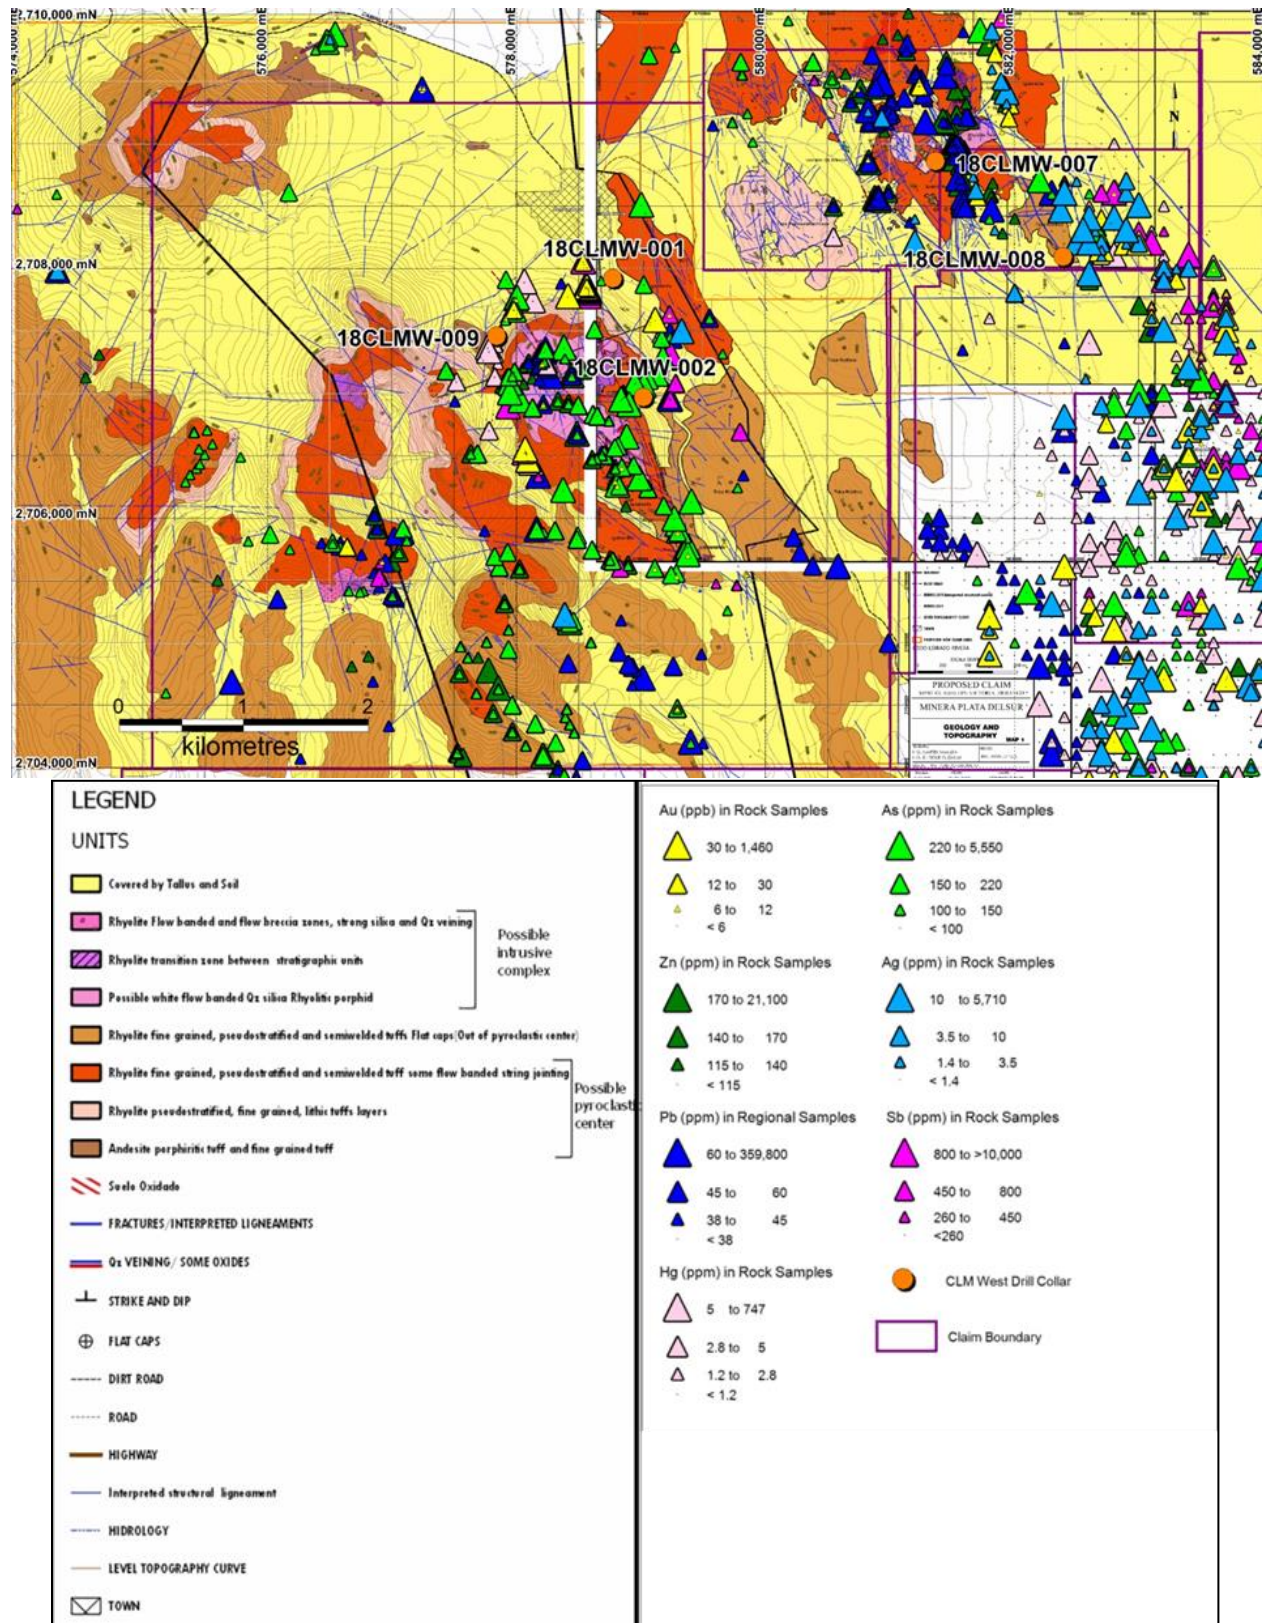 2,710,000 mN
574,000 mE
576,000 mE
578,000 mE
580,000 mE
582,000 mE
584,000 mE
N
18CLMW-007
18CLMW-001
18CLMW-008
2,708,000 mN
18CLMW-009
18CLMW-002
2,706,000 mN
0 1 2
kilometres
2,704,000 mN
PROPOSED CLAIM
MINERA PLATA DEL SUR
GEOLOGY AND
TOPOGRAPHY
MAP 1
LEGEND
UNITS
Covered by Tallus and Soil
Rhyolite Flow banded and flow breccia zones, strong silica and Qz veining
Rhyolite transition zone between stratigraphic units
Possible white flow banded Qz silica Rhyolitic porphid
Possible
intrusive
complex
Rhyolite fine grained, pseudostratified and semiwelded tuffs Flat caps(Out of pyroclastic center)
Rhyolite fine grained, pseudostratified and semiwelded tuff some flow banded string jointing
Rhyolite pseudostratified, fine grained, lithic tuffs layers
Andesite porphiritic tuff and fine grained tuff
Possible
pyroclastic
center
Suelo Oxidado
FRACTURES/INTERPRETED LIGNEAMENTS
Qz VEINING/ SOME OXIDES
STRIKE AND DIP
FLAT CAPS
DIRT ROAD
ROAD
HIGHWAY
Interpreted structural ligneament
HIDROLOGY
LEVEL TOPOGRAPHY CURVE
TOWN
Au (ppb) in Rock Samples
30 to 1,460
12 to 30
6 to 12
< 6
As (ppm) in Rock Samples
220 to 5,550
150 to 220
100 to 150
< 100
Zn (ppm) in Rock Samples
170 to 21,100
140 to 170
115 to 140
< 115
Ag (ppm) in Rock Samples
10 to 5,710
3.5 to 10
1.4 to 3.5
< 1.4
Pb (ppm) in Regional Samples
60 to 359,800
45 to 60
38 to 45
< 38
Sb (ppm) in Rock Samples
800 to >10,000
450 to 800
260 to 450
<260
Hg (ppm) in Rock Samples
5 to 747
2.8 to 5
1.2 to 2.8
< 1.2
CLM West Drill Collar
Claim Boundary